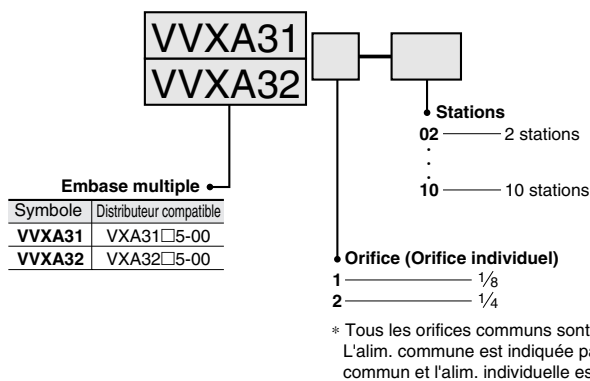 VVXA31
VVXA32
Stations
02 2 stations
10 10 stations
Embase multiple
Symbole Distributeur compatible
VVXA31 VXA31□5-00
VVXA32 VXA32□5-00
Orifice (Orifice individuel)
1 1/8
2 1/4
* Tous les orifices communs sont
L'alim. commune est indiquée pa
commun et l'alim. individuelle es